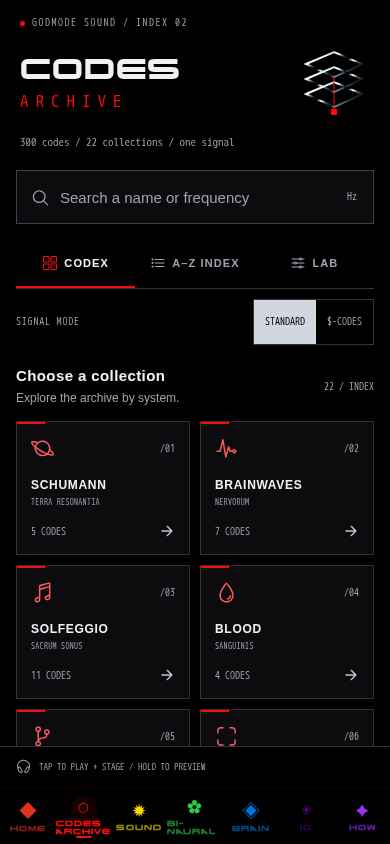 GODMODE SOUND / INDEX 02
CODES
ARCHIVE
300 codes / 22 collections / one signal
Search a name or frequency
Hz
CODEX
A–Z INDEX
LAB
SIGNAL MODE
STANDARD
$-CODES
Choose a collection
Explore the archive by system.
22 / INDEX
/01
SCHUMANN
TERRA RESONANTIA
5 CODES
/02
BRAINWAVES
NERVORUM
7 CODES
/03
SOLFEGGIO
SACRUM SONUS
11 CODES
/04
BLOOD
SANGUINIS
4 CODES
/05
/06
TAP TO PLAY + STAGE / HOLD TO PREVIEW
HOME
CODES
ARCHIVE
SOUND
BI-
NAURAL
BRAIN
HOW